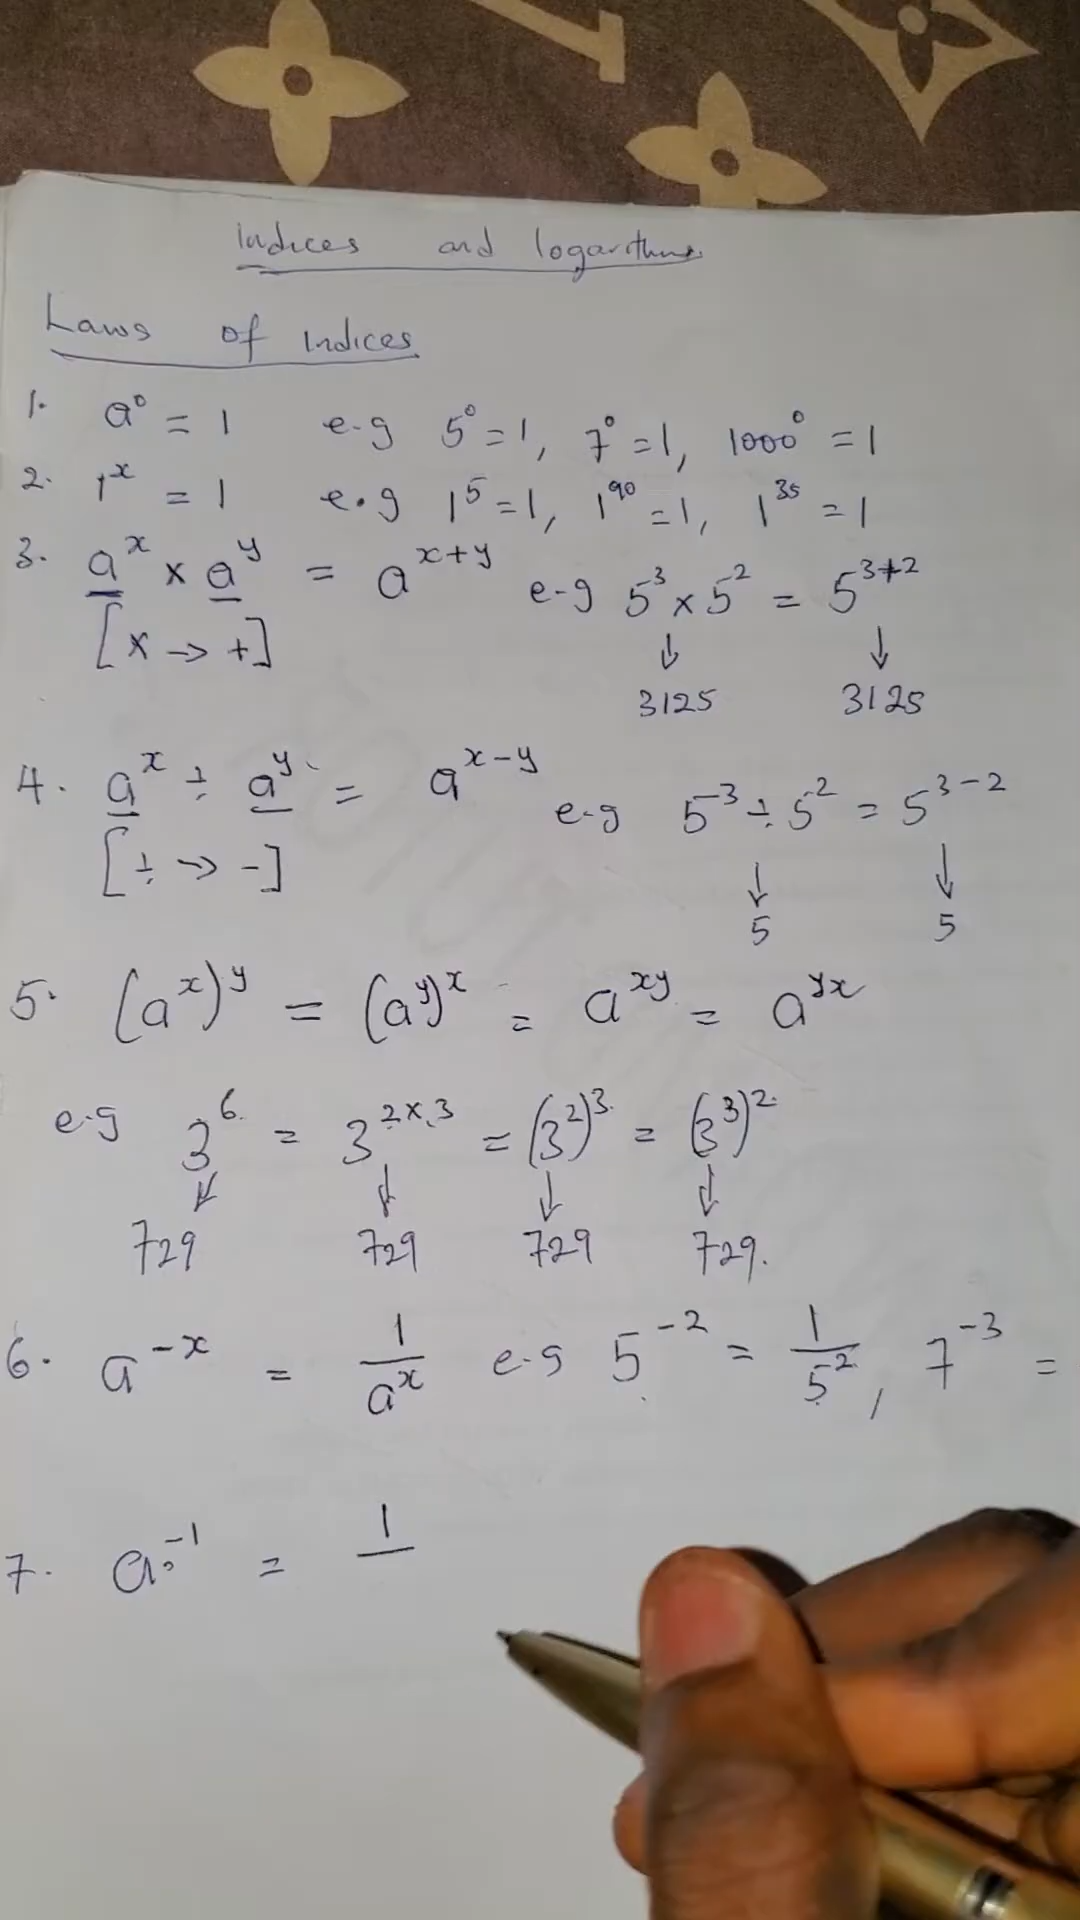 Indices and logarithms
Laws of Indices
1. a⁰ = 1 e.g 5⁰ = 1, 7⁰ = 1, 1000⁰ = 1
2. 1ˣ = 1 e.g 1⁵ = 1, 1⁹⁰ = 1, 1³⁵ = 1
3. aˣ × aʸ = aˣ⁺ʸ e-g 5³ × 5² = 5³⁺²
[× → +]
↓ ↓
3125 3125
4. aˣ ÷ aʸ = aˣ⁻ʸ e-g 5³ ÷ 5² = 5³⁻²
[÷ → -]
↓ ↓
5 5
5. (aˣ)ʸ = (aʸ)ˣ = aˣʸ = aʸˣ
e.g 3⁶ = 3^(2×3) = (3²)³ = (3³)²
↓ ↓ ↓ ↓
729 729 729 729.
6. a⁻ˣ = 1/aˣ e.g 5⁻² = 1/5², 7⁻³ =
7. a⁻¹ = 1/